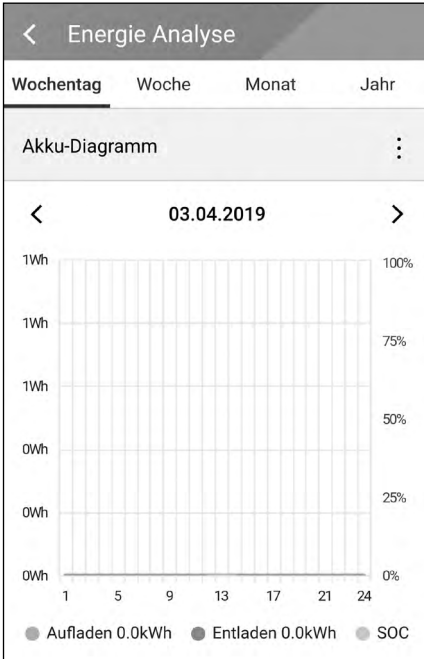 Energie Analyse
Wochentag Woche Monat Jahr
Akku-Diagramm
03.04.2019
1Wh 100%
1Wh
75%
1Wh
50%
0Wh
25%
0Wh
0Wh 0%
1 5 9 13 17 21 24
Aufladen 0.0kWh Entladen 0.0kWh SOC